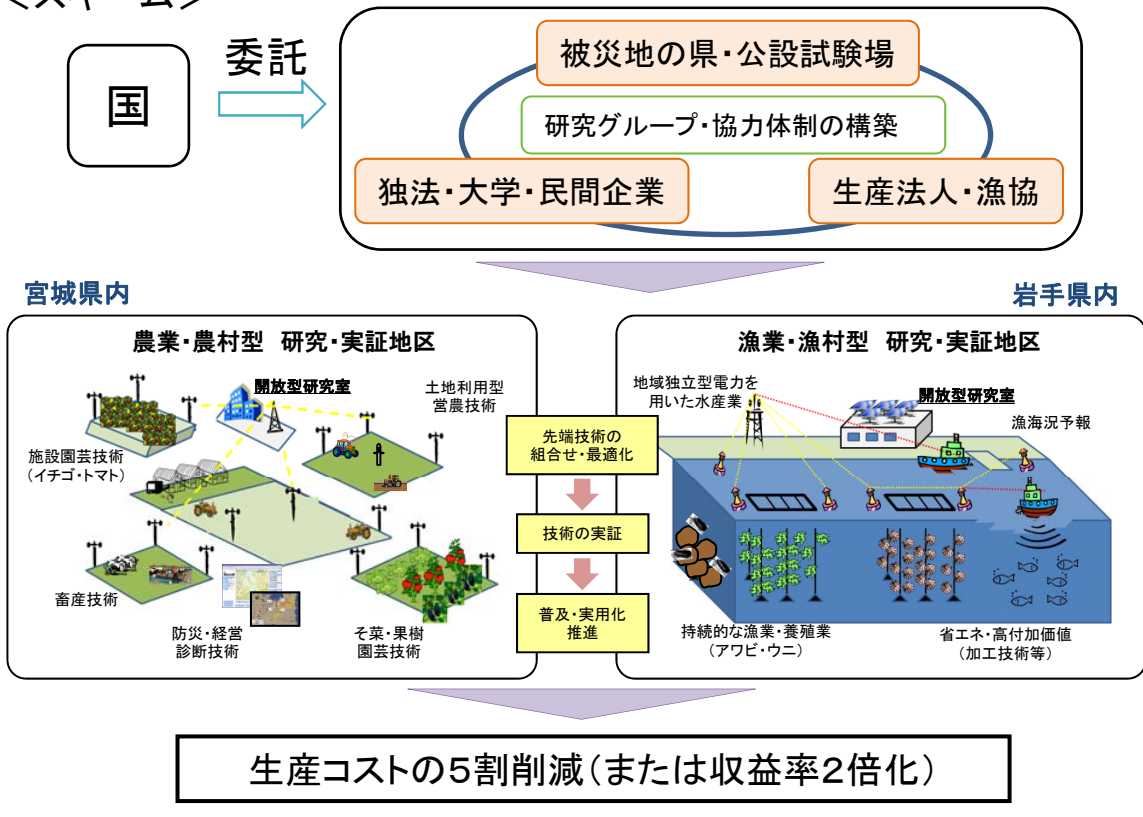 ＜スキーム＞
国
委託
被災地の県・公設試験場
研究グループ・協力体制の構築
独法・大学・民間企業
生産法人・漁協
宮城県内
農業・農村型　研究・実証地区
開放型研究室
土地利用型
営農技術
施設園芸技術
（イチゴ・トマト）
畜産技術
防災・経営
診断技術
そ菜・果樹
園芸技術
先端技術の
組合せ・最適化
技術の実証
普及・実用化
推進
岩手県内
漁業・漁村型　研究・実証地区
地域独立型電力を
用いた水産業
開放型研究室
漁海況予報
持続的な漁業・養殖業
（アワビ・ウニ）
省エネ・高付加価値
（加工技術等）
生産コストの５割削減（または収益率２倍化）